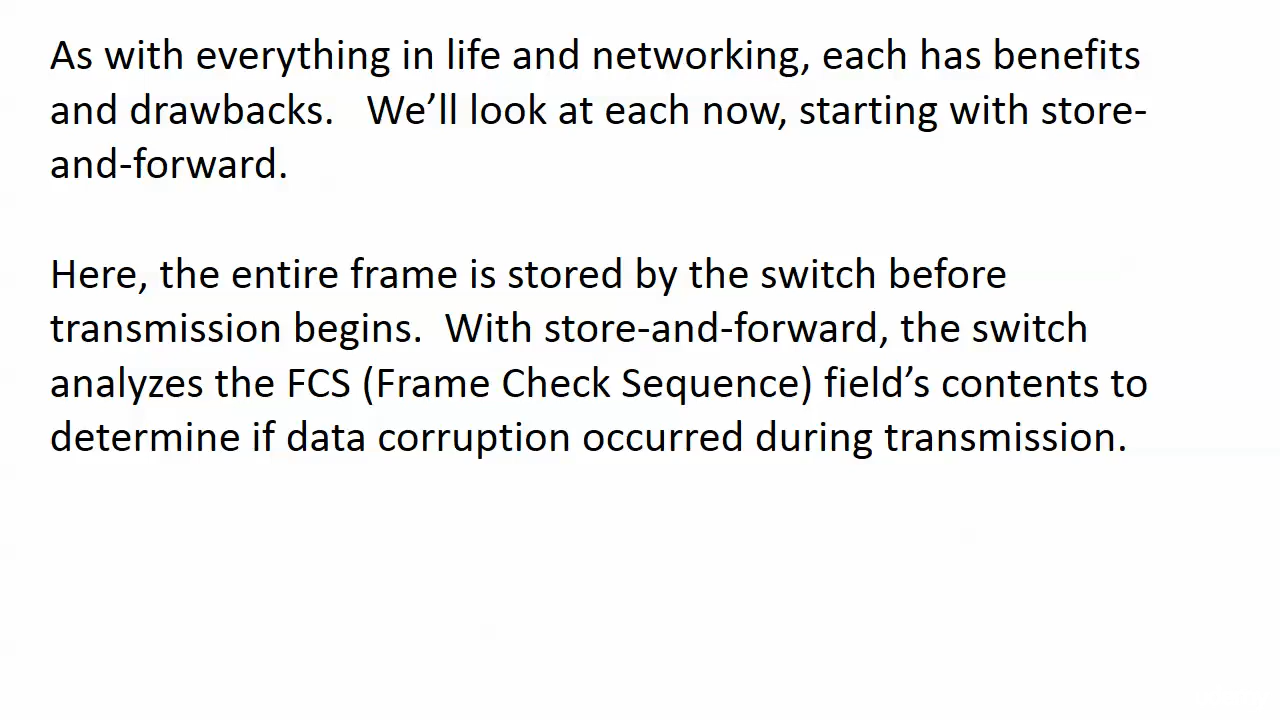 As with everything in life and networking, each has benefits
and drawbacks.   We’ll look at each now, starting with store-
and-forward.
Here, the entire frame is stored by the switch before
transmission begins.  With store-and-forward, the switch
analyzes the FCS (Frame Check Sequence) field’s contents to
determine if data corruption occurred during transmission.